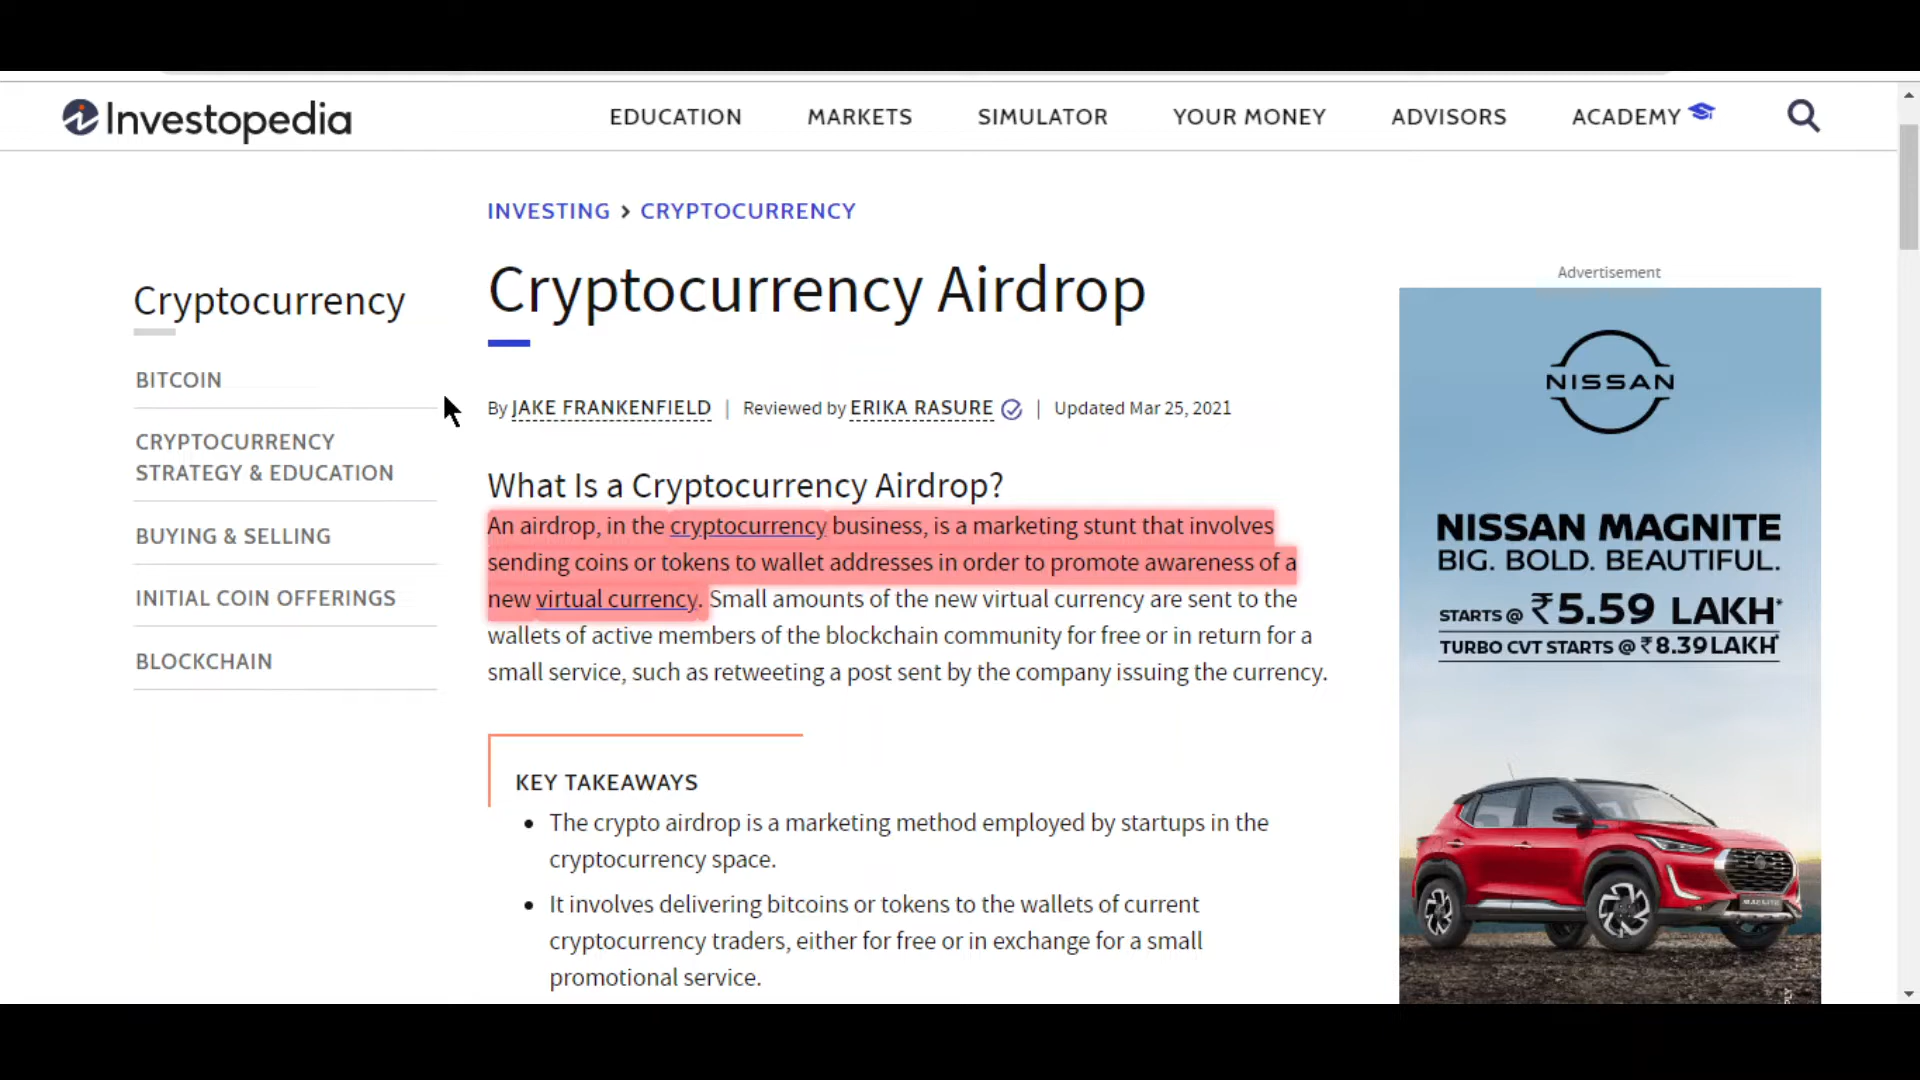 Investopedia
EDUCATION
MARKETS
SIMULATOR
YOUR MONEY
ADVISORS
ACADEMY
INVESTING > CRYPTOCURRENCY
Cryptocurrency
BITCOIN
CRYPTOCURRENCY
STRATEGY & EDUCATION
BUYING & SELLING
INITIAL COIN OFFERINGS
BLOCKCHAIN
Cryptocurrency Airdrop
By JAKE FRANKENFIELD | Reviewed by ERIKA RASURE | Updated Mar 25, 2021
What Is a Cryptocurrency Airdrop?
An airdrop, in the cryptocurrency business, is a marketing stunt that involves
sending coins or tokens to wallet addresses in order to promote awareness of a
new virtual currency. Small amounts of the new virtual currency are sent to the
wallets of active members of the blockchain community for free or in return for a
small service, such as retweeting a post sent by the company issuing the currency.
KEY TAKEAWAYS
• The crypto airdrop is a marketing method employed by startups in the
cryptocurrency space.
• It involves delivering bitcoins or tokens to the wallets of current
cryptocurrency traders, either for free or in exchange for a small
promotional service.
Advertisement
NISSAN
NISSAN MAGNITE
BIG. BOLD. BEAUTIFUL.
STARTS @ ₹5.59 LAKH*
TURBO CVT STARTS @ ₹8.39 LAKH*
MAGNITE